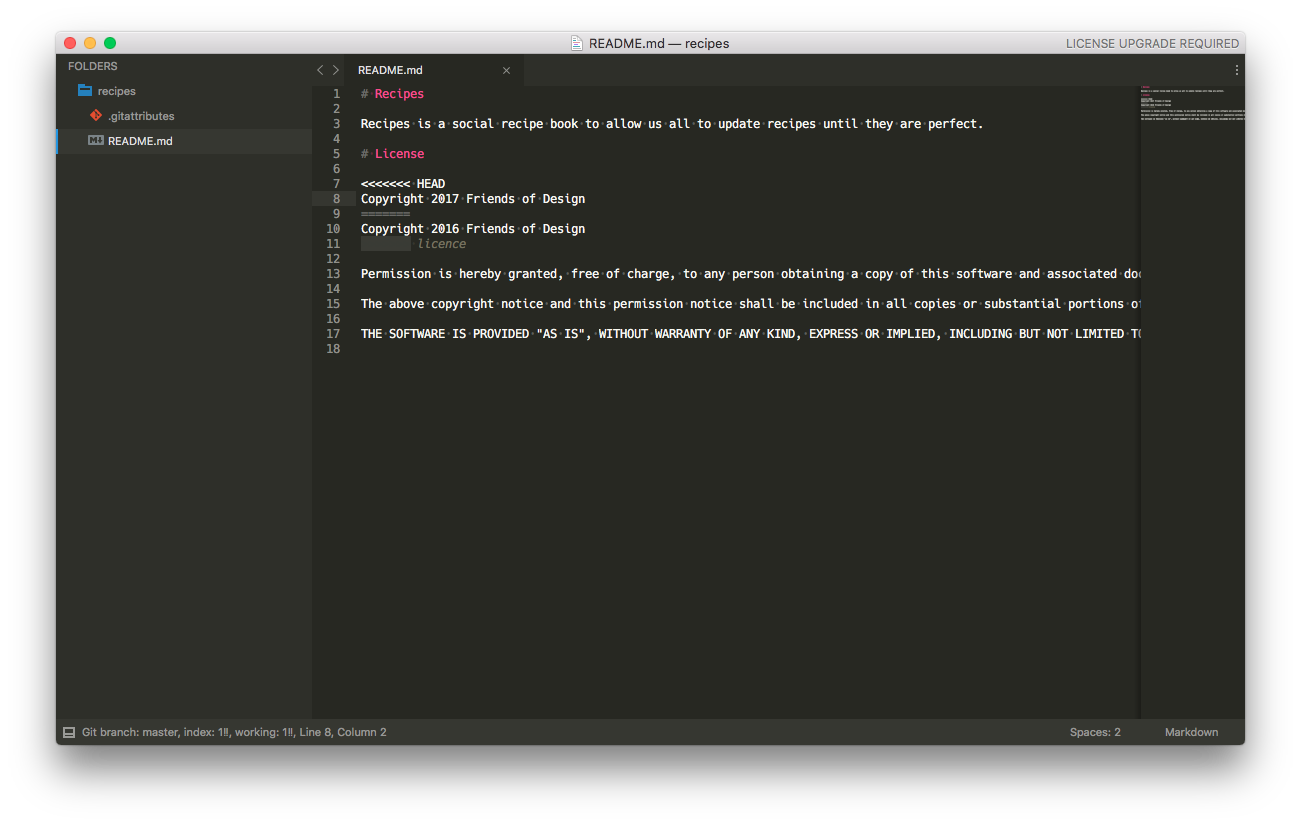 README.md — recipes
LICENSE UPGRADE REQUIRED
FOLDERS
recipes
.gitattributes
README.md
README.md
1 # Recipes
2
3 Recipes is a social recipe book to allow us all to update recipes until they are perfect.
4
5 # License
6
7 <<<<<<< HEAD
8 Copyright 2017 Friends of Design
9 =======
10 Copyright 2016 Friends of Design
11 licence
12
13 Permission is hereby granted, free of charge, to any person obtaining a copy of this software and associated do
14
15 The above copyright notice and this permission notice shall be included in all copies or substantial portions o
16
17 THE SOFTWARE IS PROVIDED "AS IS", WITHOUT WARRANTY OF ANY KIND, EXPRESS OR IMPLIED, INCLUDING BUT NOT LIMITED T
18
Git branch: master, index: 1‼, working: 1‼, Line 8, Column 2
Spaces: 2
Markdown